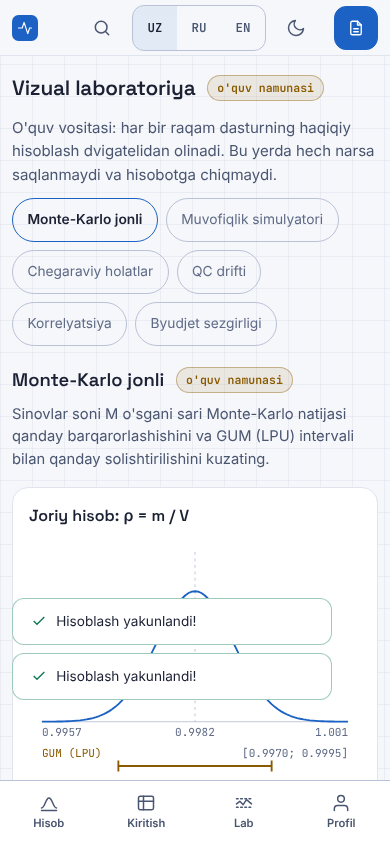 UZ RU EN
Vizual laboratoriya o'quv namunasi
O'quv vositasi: har bir raqam dasturning haqiqiy
hisoblash dvigatelidan olinadi. Bu yerda hech narsa
saqlanmaydi va hisobotga chiqmaydi.
Monte-Karlo jonli Muvofiqlik simulyatori
Chegaraviy holatlar QC drifti
Korrelyatsiya Byudjet sezgirligi
Monte-Karlo jonli o'quv namunasi
Sinovlar soni M o'sgani sari Monte-Karlo natijasi
qanday barqarorlashishini va GUM (LPU) intervali
bilan qanday solishtirilishini kuzating.
Joriy hisob: ρ = m / V
Hisoblash yakunlandi!
Hisoblash yakunlandi!
0.9957 0.9982 1.001
GUM (LPU) [0.9970; 0.9995]
Hisob Kiritish Lab Profil